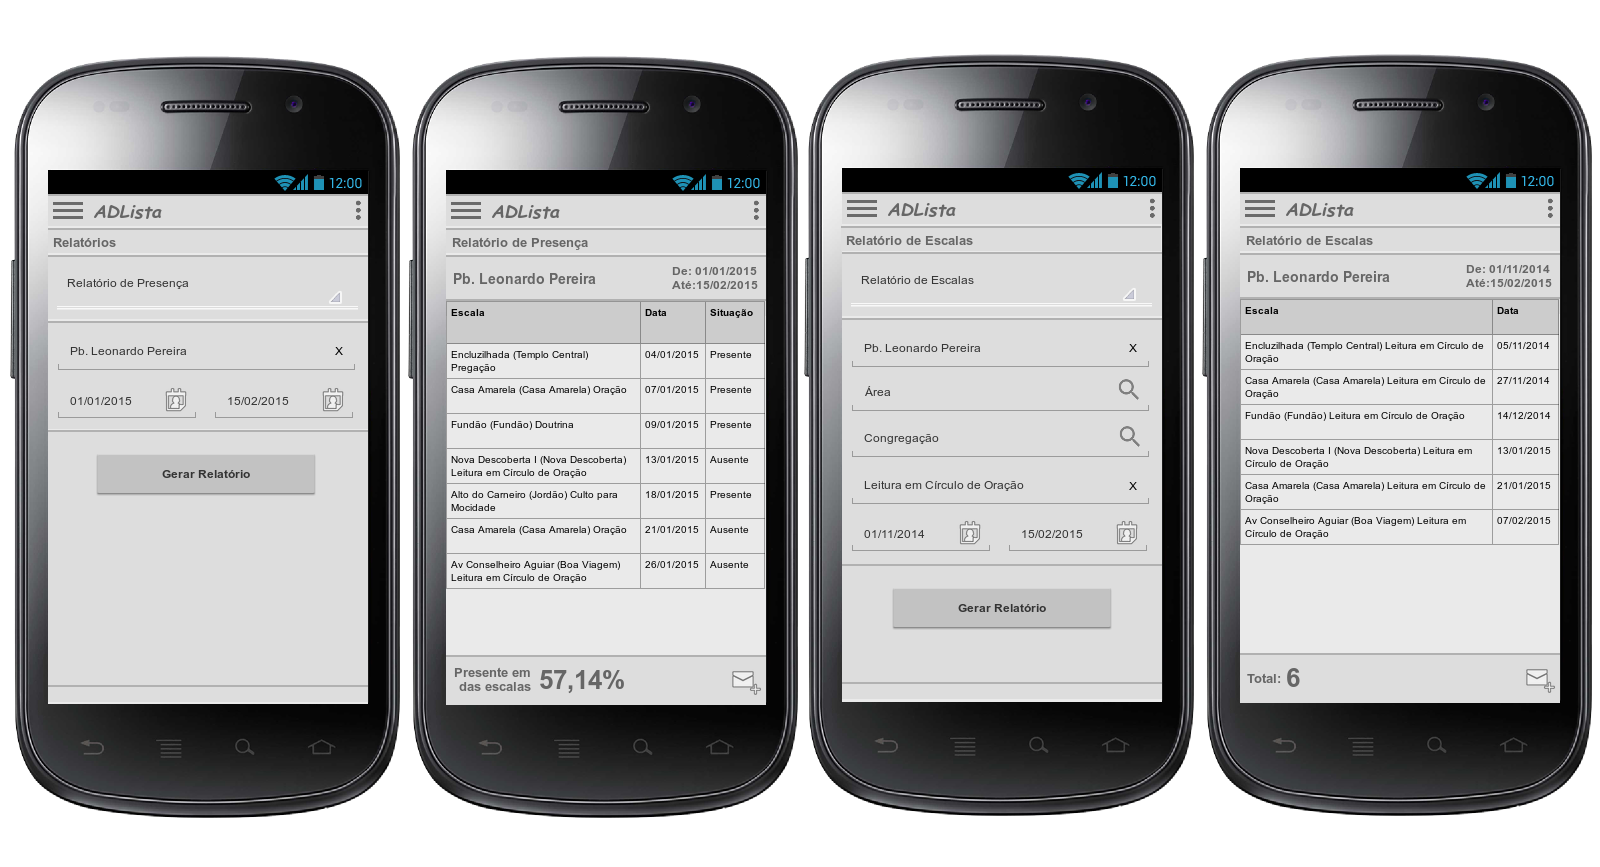 12:00
ADLista
Relatórios
Relatório de Presença
Pb. Leonardo Pereira X
01/01/2015 15/02/2015
Gerar Relatório
12:00
ADLista
Relatório de Presença
Pb. Leonardo Pereira
De: 01/01/2015
Até:15/02/2015
Escala Data Situação
Encluzilhada (Templo Central) 04/01/2015 Presente
Pregação
Casa Amarela (Casa Amarela) Oração 07/01/2015 Presente
Fundão (Fundão) Doutrina 09/01/2015 Presente
Nova Descoberta I (Nova Descoberta) 13/01/2015 Ausente
Leitura em Círculo de Oração
Alto do Carneiro (Jordão) Culto para 18/01/2015 Presente
Mocidade
Casa Amarela (Casa Amarela) Oração 21/01/2015 Ausente
Av Conselheiro Aguiar (Boa Viagem) 26/01/2015 Ausente
Leitura em Círculo de Oração
Presente em
das escalas
57,14%
12:00
ADLista
Relatório de Escalas
Relatório de Escalas
Pb. Leonardo Pereira X
Área
Congregação
Leitura em Círculo de Oração X
01/11/2014 15/02/2015
Gerar Relatório
12:00
ADLista
Relatório de Escalas
Pb. Leonardo Pereira
De: 01/11/2014
Até:15/02/2015
Escala Data
Encluzilhada (Templo Central) Leitura em Círculo de 05/11/2014
Oração
Casa Amarela (Casa Amarela) Leitura em Círculo de 27/11/2014
Oração
Fundão (Fundão) Leitura em Círculo de Oração 14/12/2014
Nova Descoberta I (Nova Descoberta) Leitura em 13/01/2015
Círculo de Oração
Casa Amarela (Casa Amarela) Leitura em Círculo de 21/01/2015
Oração
Av Conselheiro Aguiar (Boa Viagem) Leitura em 07/02/2015
Círculo de Oração
Total: 6